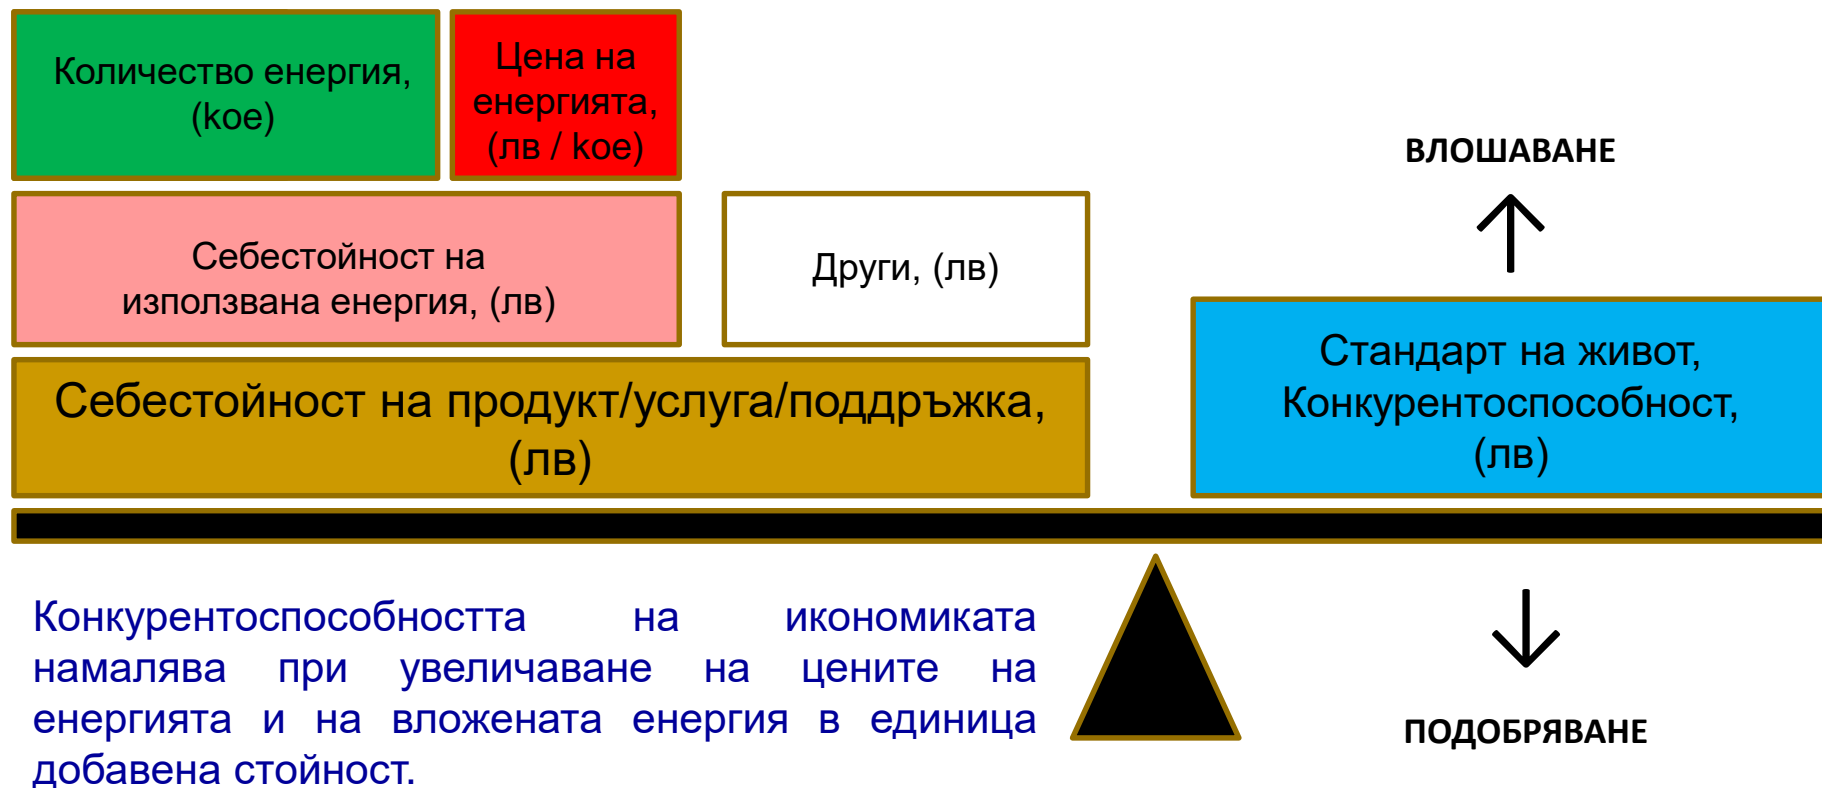 Количество енергия,
(koe)
Цена на
енергията,
(лв / koe)
ВЛОШАВАНЕ
Себестойност на
използвана енергия, (лв)
Други, (лв)
Стандарт на живот,
Конкурентоспособност,
(лв)
Себестойност на продукт/услуга/поддръжка,
(лв)
Конкурентоспособността на икономиката
намалява при увеличаване на цените на
енергията и на вложената енергия в единица
добавена стойност.
ПОДОБРЯВАНЕ